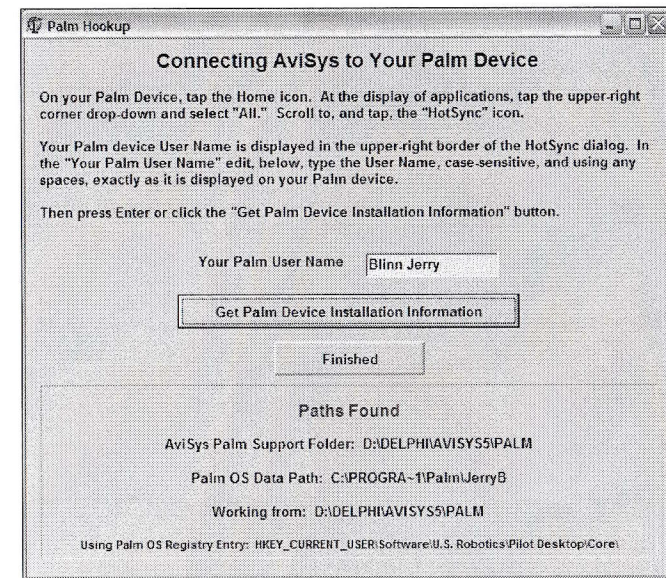 Palm Hookup
Connecting AviSys to Your Palm Device
On your Palm Device, tap the Home icon. At the display of applications, tap the upper-right
corner drop-down and select "All." Scroll to, and tap, the "HotSync" icon.
Your Palm device User Name is displayed in the upper-right border of the HotSync dialog. In
the "Your Palm User Name" edit, below, type the User Name, case-sensitive, and using any
spaces, exactly as it is displayed on your Palm device.
Then press Enter or click the "Get Palm Device Installation Information" button.
Your Palm User Name Blinn Jerry
Get Palm Device Installation Information
Finished
Paths Found
AviSys Palm Support Folder: D:\DELPHI\AVISYS5\PALM
Palm OS Data Path: C:\PROGRA~1\Palm\JerryB
Working from: D:\DELPHI\AVISYS5\PALM
Using Palm OS Registry Entry: HKEY_CURRENT_USER\Software\U.S. Robotics\Pilot Desktop\Core\